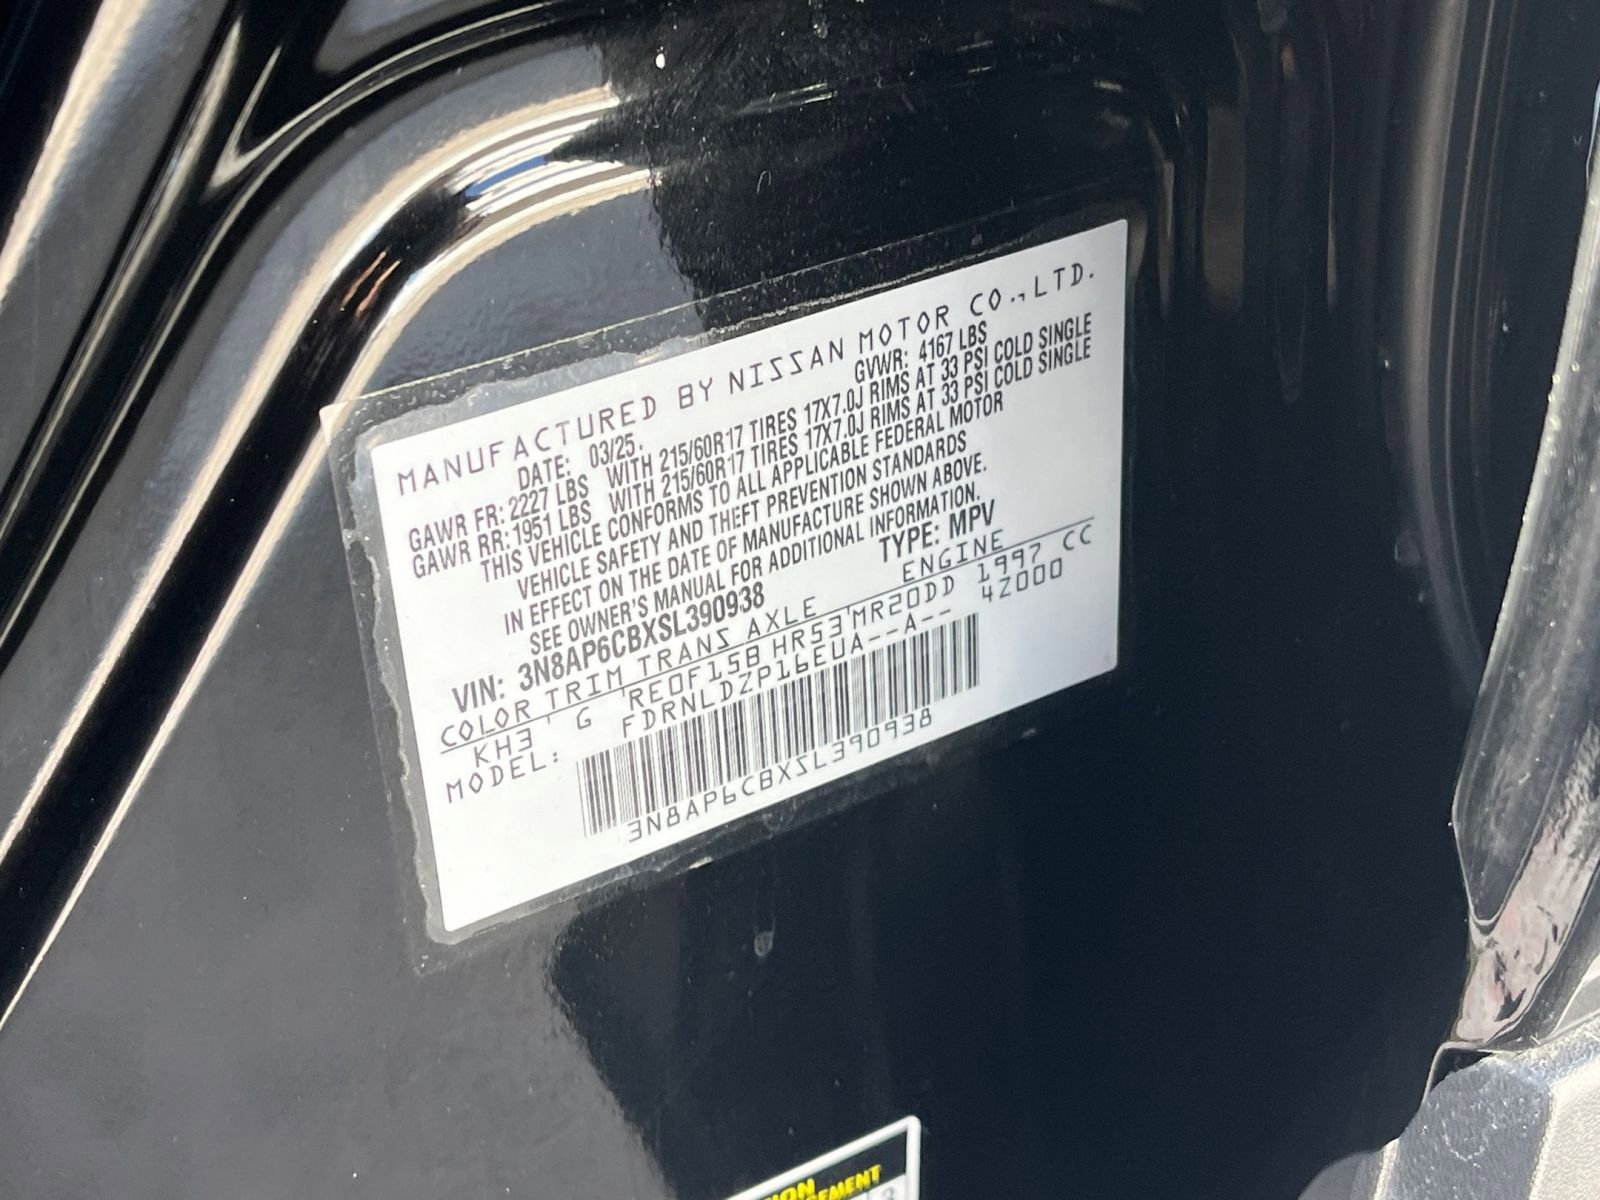 MANUFACTURED BY NISSAN MOTOR CO.,LTD.
DATE: 03/25. GVWR: 4167 LBS
GAWR FR: 2227 LBS WITH 215/60R17 TIRES 17X7.0J RIMS AT 33 PSI COLD SINGLE
GAWR RR: 1951 LBS WITH 215/60R17 TIRES 17X7.0J RIMS AT 33 PSI COLD SINGLE
THIS VEHICLE CONFORMS TO ALL APPLICABLE FEDERAL MOTOR
VEHICLE SAFETY AND THEFT PREVENTION STANDARDS
IN EFFECT ON THE DATE OF MANUFACTURE SHOWN ABOVE.
SEE OWNER'S MANUAL FOR ADDITIONAL INFORMATION.
VIN: 3N8AP6CBXSL390938 TYPE: MPV
COLOR TRIM TRANS AXLE ENGINE
KH3 ' G 'RE0F15B HR53 'MR20DD 1997 CC
MODEL: FDRNLDZP16EUA--A-- 4Z000
3N8AP6CBXSL390938